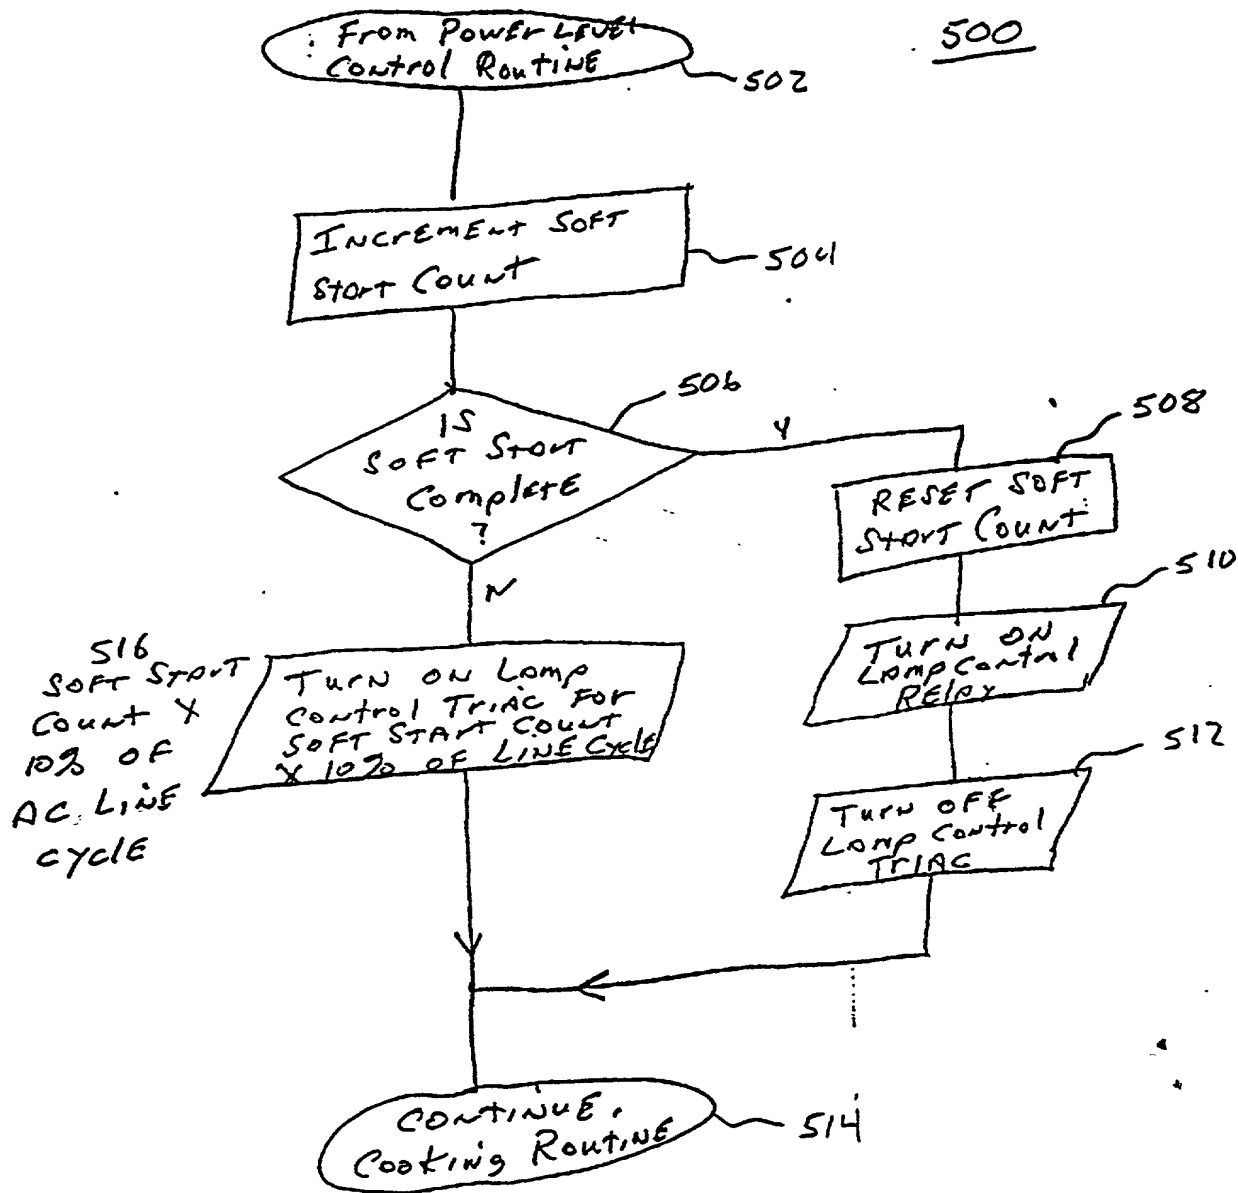 500
From Power Level
Control Routine
502
Increment Soft
Start Count
504
506
Is
Soft Start
Complete
?
Y
N
508
Reset Soft
Start Count
510
Turn on
Lamp Control
Relay
512
Turn off
Lamp Control
Triac
516
Soft Start
Count X
10% of
AC Line
Cycle
Turn on Lamp
Control Triac for
Soft Start Count
X 10% of Line Cycle
Continue
Cooking Routine
514